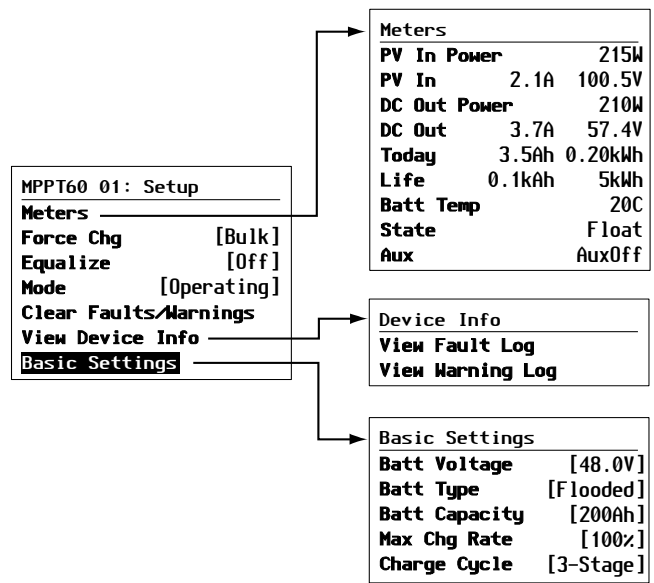 MPPT60 01: Setup
Meters
Force Chg [Bulk]
Equalize [Off]
Mode [Operating]
Clear Faults/Warnings
View Device Info
Basic Settings
Meters
PV In Power 215W
PV In 2.1A 100.5V
DC Out Power 210W
DC Out 3.7A 57.4V
Today 3.5Ah 0.20kWh
Life 0.1kAh 5kWh
Batt Temp 20C
State Float
Aux AuxOff
Device Info
View Fault Log
View Warning Log
Basic Settings
Batt Voltage [48.0V]
Batt Type [Flooded]
Batt Capacity [200Ah]
Max Chg Rate [100%]
Charge Cycle [3-Stage]